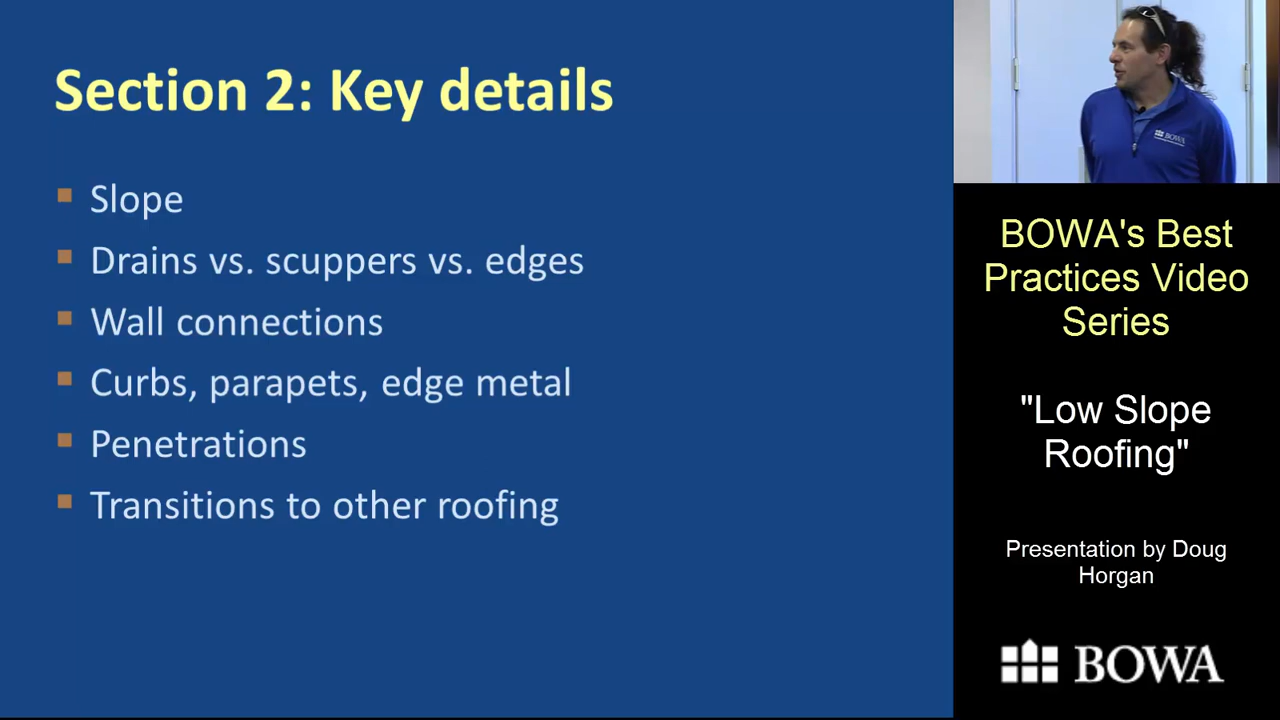 Section 2: Key details
Slope
Drains vs. scuppers vs. edges
Wall connections
Curbs, parapets, edge metal
Penetrations
Transitions to other roofing
BOWA
BOWA's Best
Practices Video
Series
"Low Slope
Roofing"
Presentation by Doug
Horgan
BOWA